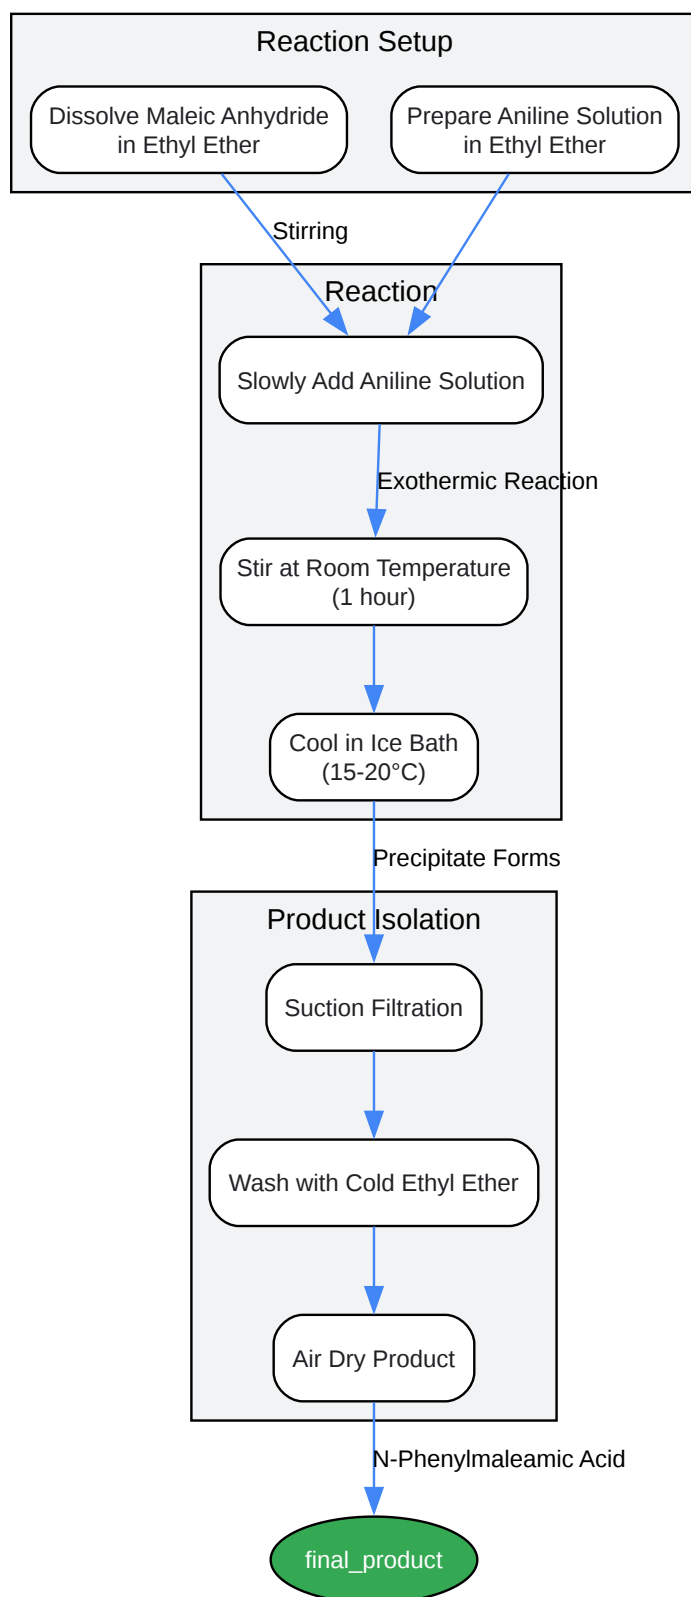 Reaction Setup
Dissolve Maleic Anhydride
in Ethyl Ether
Prepare Aniline Solution
in Ethyl Ether
Stirring
Reaction
Slowly Add Aniline Solution
Exothermic Reaction
Stir at Room Temperature
(1 hour)
Cool in Ice Bath
(15-20°C)
Precipitate Forms
Product Isolation
Suction Filtration
Wash with Cold Ethyl Ether
Air Dry Product
N-Phenylmaleamic Acid
final_product